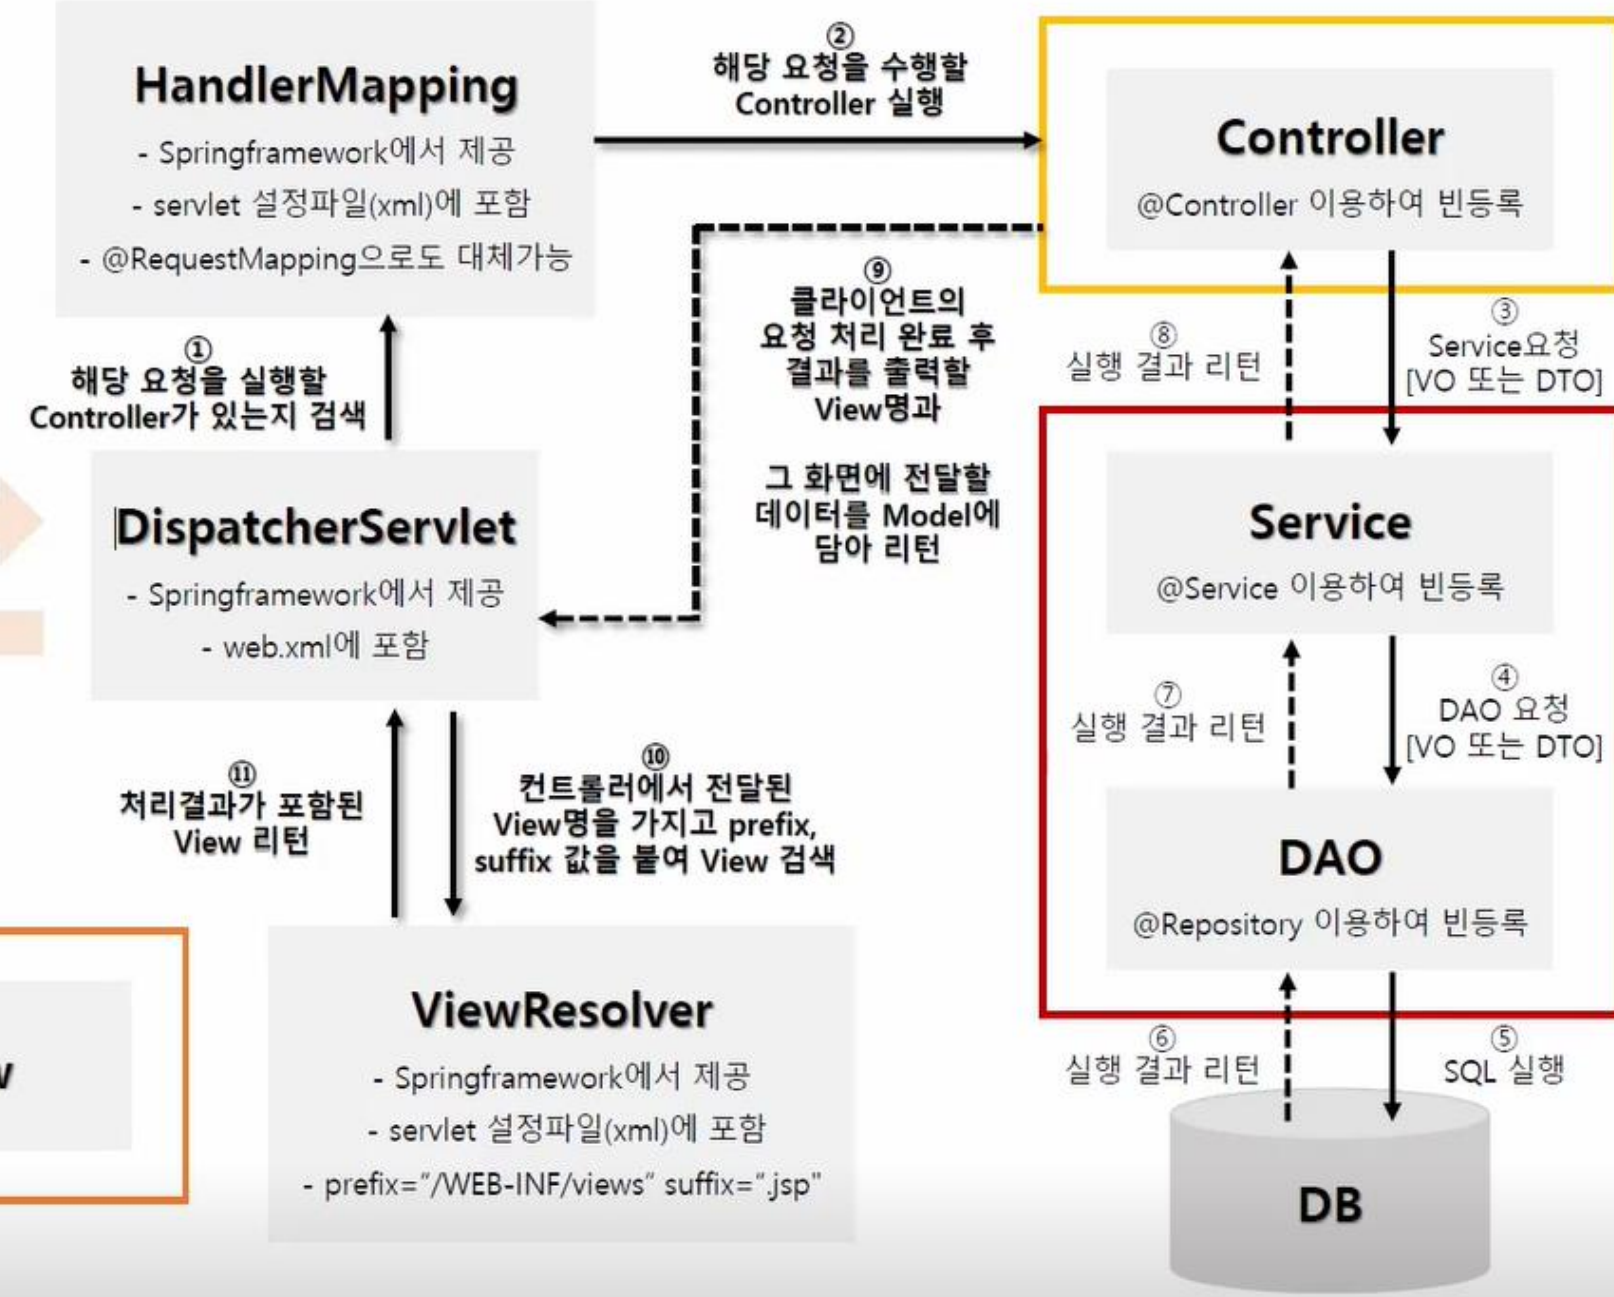 HandlerMapping
- Springframework에서 제공
- servlet 설정파일(xml)에 포함
- @RequestMapping으로도 대체가능
②
해당 요청을 수행할
Controller 실행
Controller
@Controller 이용하여 빈등록
①
해당 요청을 실행할
Controller가 있는지 검색
⑨
클라이언트의
요청 처리 완료 후
결과를 출력할
View명과
그 화면에 전달할
데이터를 Model에
담아 리턴
⑧
실행 결과 리턴
③
Service요청
[VO 또는 DTO]
DispatcherServlet
- Springframework에서 제공
- web.xml에 포함
Service
@Service 이용하여 빈등록
⑦
실행 결과 리턴
④
DAO 요청
[VO 또는 DTO]
⑪
처리결과가 포함된
View 리턴
⑩
컨트롤러에서 전달된
View명을 가지고 prefix,
suffix 값을 붙여 View 검색
DAO
@Repository 이용하여 빈등록
ViewResolver
- Springframework에서 제공
- servlet 설정파일(xml)에 포함
- prefix="/WEB-INF/views" suffix=".jsp"
⑥
실행 결과 리턴
⑤
SQL 실행
DB